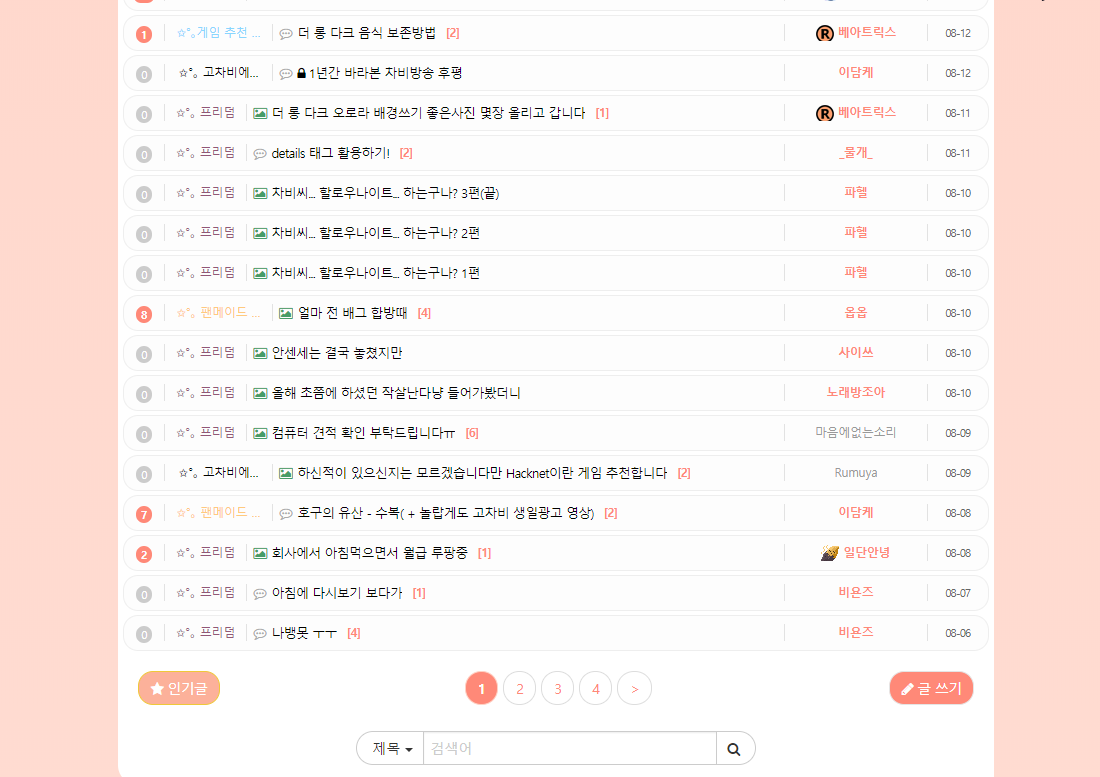 1 ☆°。게임 추천 ... 더 롱 다크 음식 보존방법 [2] R 베아트릭스 08-12
0 ☆°。고차비에... 1년간 바라본 차비방송 후평 이담케 08-12
0 ☆°。프리덤 더 롱 다크 오로라 배경쓰기 좋은사진 몇장 올리고 갑니다 [1] R 베아트릭스 08-11
0 ☆°。프리덤 details 태그 활용하기! [2] _물개_ 08-11
0 ☆°。프리덤 차비씨... 할로우나이트... 하는구나? 3편(끝) 파헬 08-10
0 ☆°。프리덤 차비씨... 할로우나이트... 하는구나? 2편 파헬 08-10
0 ☆°。프리덤 차비씨... 할로우나이트... 하는구나? 1편 파헬 08-10
8 ☆°。팬메이드 ... 얼마 전 배그 합방때 [4] 옵옵 08-10
0 ☆°。프리덤 안센세는 결국 놓쳤지만 사이쓰 08-10
0 ☆°。프리덤 올해 초쯤에 하셨던 작살난다냥 들어가봤더니 노래방조아 08-10
0 ☆°。프리덤 컴퓨터 견적 확인 부탁드립니다ㅠ [6] 마음에없는소리 08-09
0 ☆°。고차비에... 하신적이 있으신지는 모르겠습니다만 Hacknet이란 게임 추천합니다 [2] Rumuya 08-09
7 ☆°。팬메이드 ... 호구의 유산 - 수복( + 놀랍게도 고차비 생일광고 영상) [2] 이담케 08-08
2 ☆°。프리덤 회사에서 아침먹으면서 월급 루팡중 [1] 일단안녕 08-08
0 ☆°。프리덤 아침에 다시보기 보다가 [1] 비욘즈 08-07
0 ☆°。프리덤 나뱅못 ㅜㅜ [4] 비욘즈 08-06
인기글 1 2 3 4 > 글 쓰기
제목 검색어